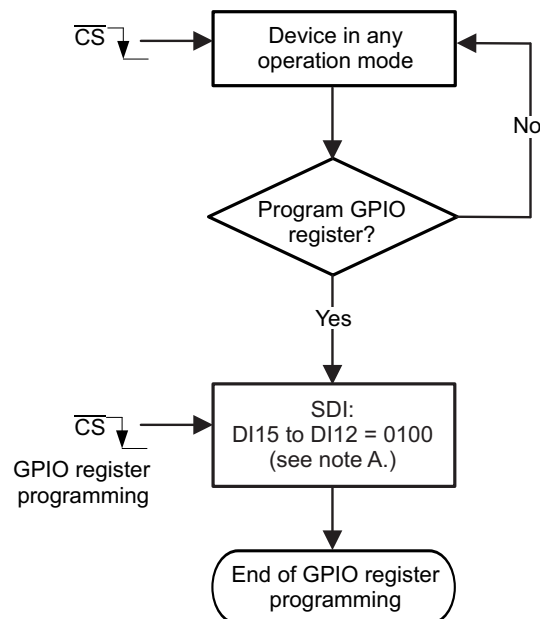 CS
Device in any
operation mode
No
Program GPIO
register?
Yes
SDI:
DI15 to DI12 = 0100
(see note A.)
CS
GPIO register
programming
End of GPIO register
programming